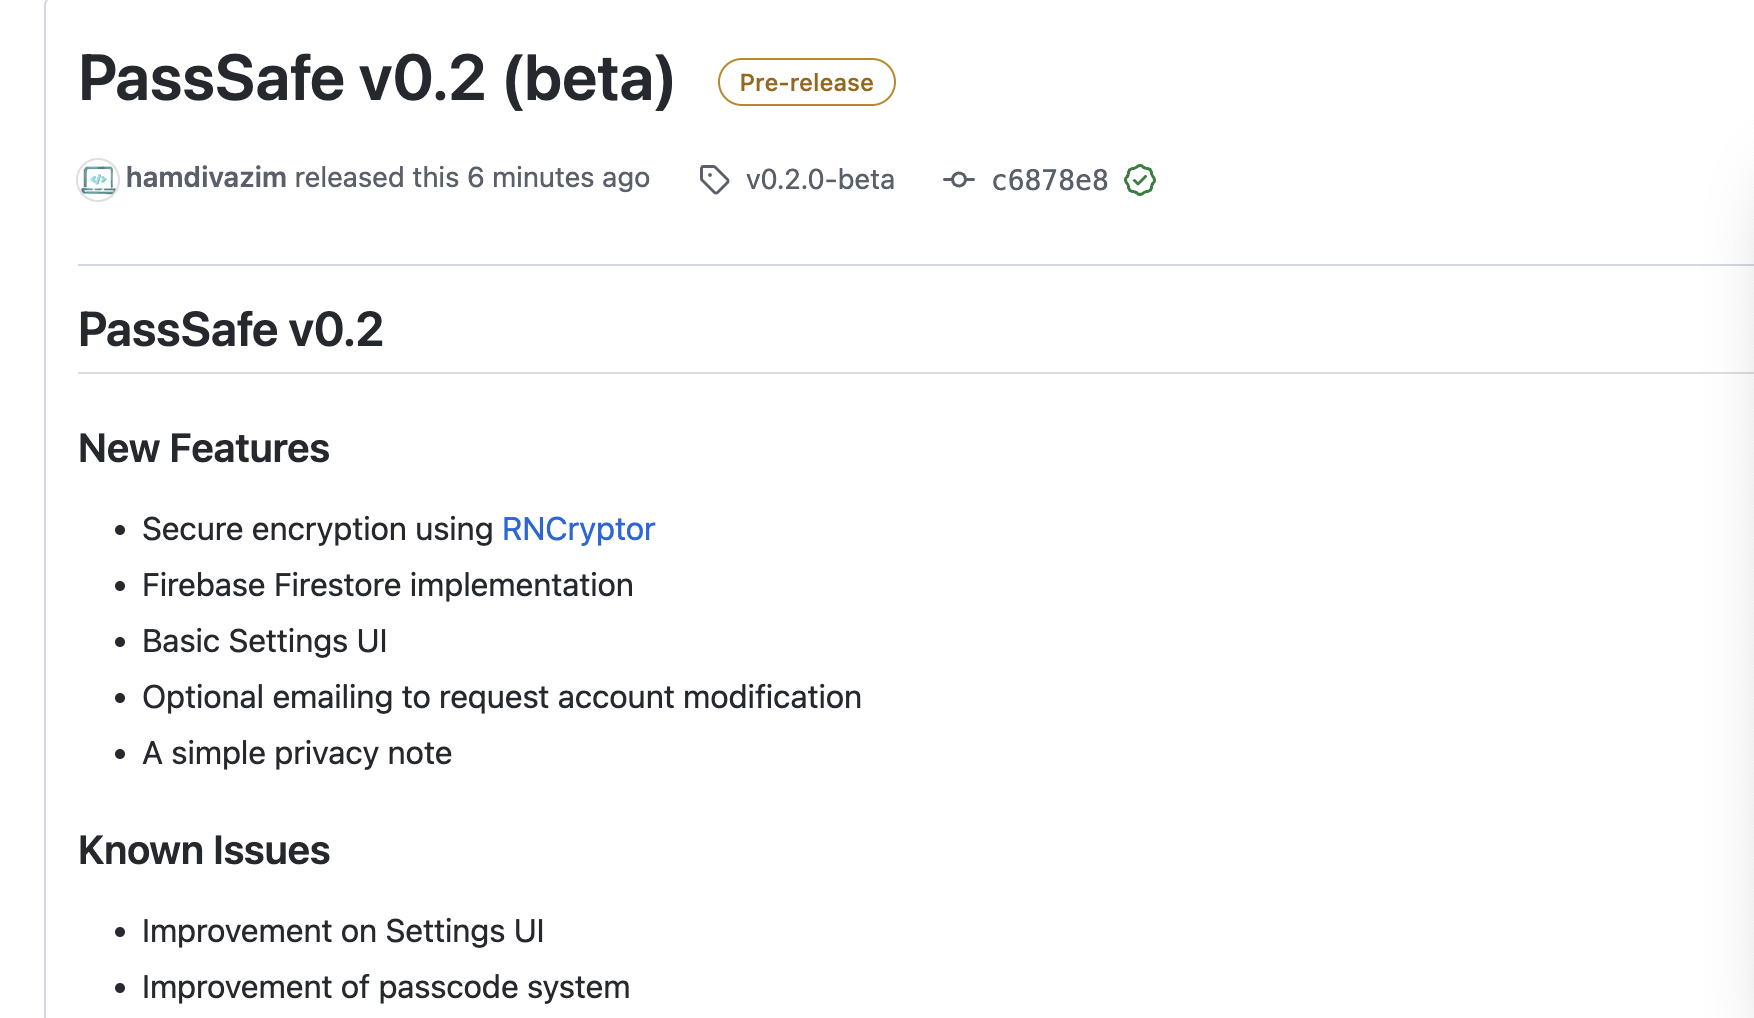 PassSafe v0.2 (beta) Pre-release
hamdivazim released this 6 minutes ago v0.2.0-beta c6878e8
PassSafe v0.2
New Features
Secure encryption using RNCryptor
Firebase Firestore implementation
Basic Settings UI
Optional emailing to request account modification
A simple privacy note
Known Issues
Improvement on Settings UI
Improvement of passcode system